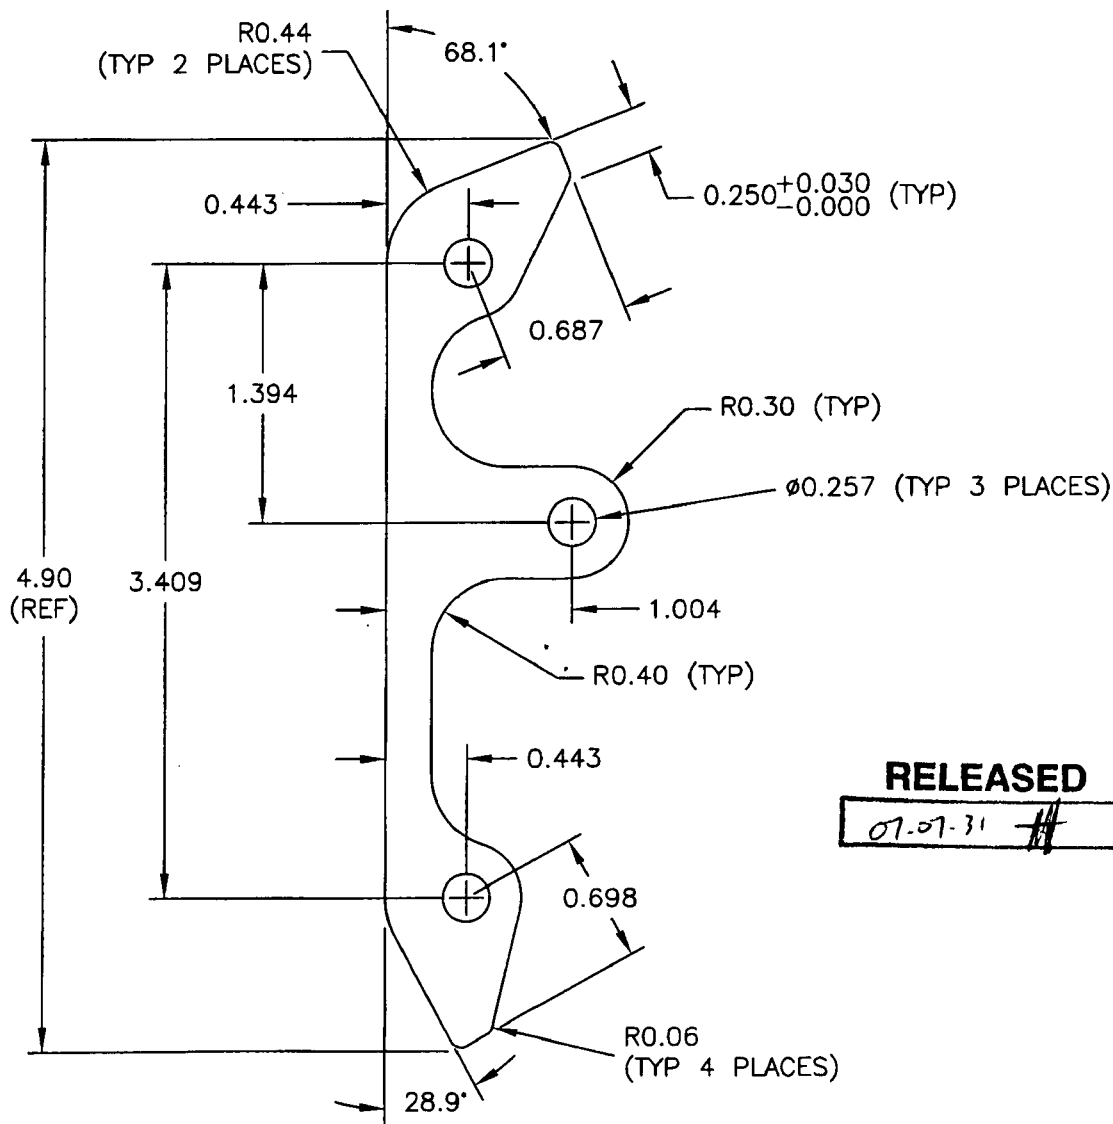 R0.44
(TYP 2 PLACES)
68.1°
0.443
0.250 +0.030 -0.000 (TYP)
0.687
1.394
R0.30 (TYP)
Ø0.257 (TYP 3 PLACES)
4.90
(REF)
3.409
1.004
R0.40 (TYP)
0.443
RELEASED
07-07-31
0.698
R0.06
(TYP 4 PLACES)
28.9°